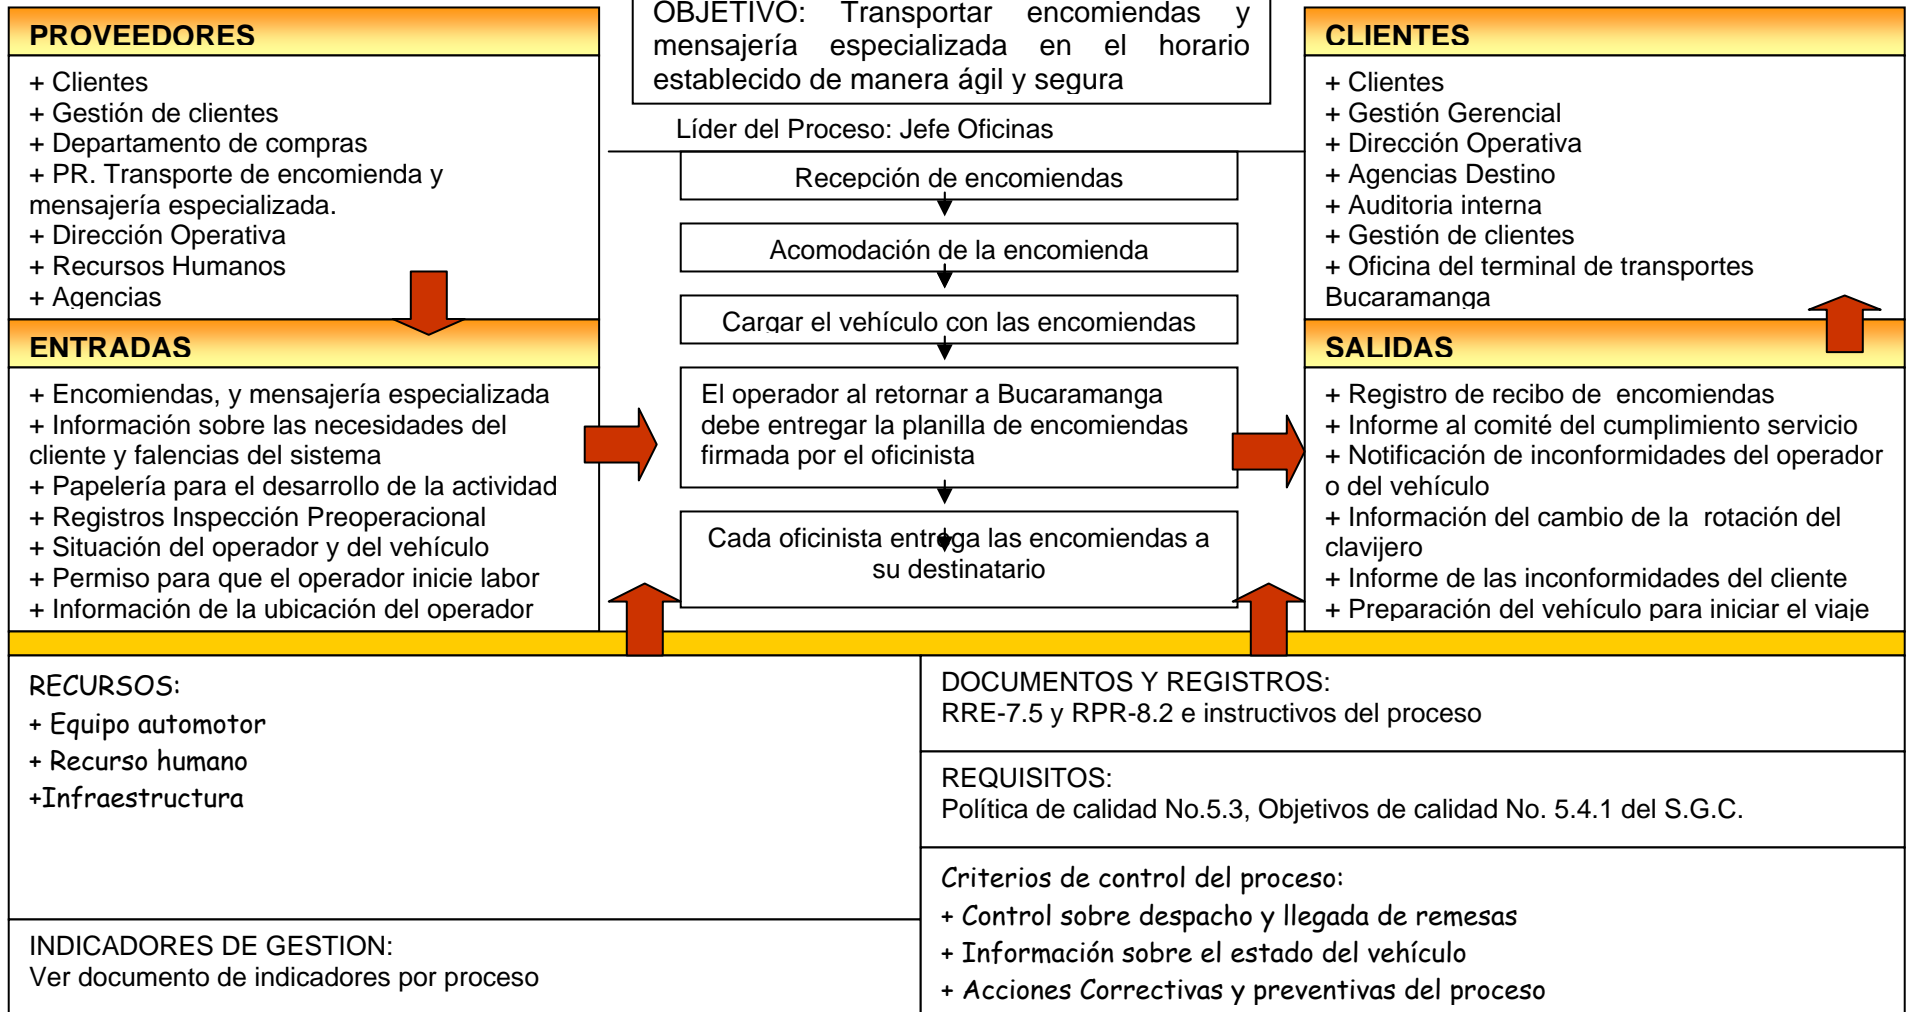 PROVEEDORES
+ Clientes
+ Gestión de clientes
+ Departamento de compras
+ PR. Transporte de encomienda y
mensajería especializada.
+ Dirección Operativa
+ Recursos Humanos
+ Agencias
ENTRADAS
+ Encomiendas, y mensajería especializada
+ Información sobre las necesidades del
cliente y falencias del sistema
+ Papelería para el desarrollo de la actividad
+ Registros Inspección Preoperacional
+ Situación del operador y del vehículo
+ Permiso para que el operador inicie labor
+ Información de la ubicación del operador
OBJETIVO: Transportar encomiendas y
mensajería especializada en el horario
establecido de manera ágil y segura
Líder del Proceso: Jefe Oficinas
Recepción de encomiendas
Acomodación de la encomienda
Cargar el vehículo con las encomiendas
El operador al retornar a Bucaramanga
debe entregar la planilla de encomiendas
firmada por el oficinista
Cada oficinista entrega las encomiendas a
su destinatario
CLIENTES
+ Clientes
+ Gestión Gerencial
+ Dirección Operativa
+ Agencias Destino
+ Auditoria interna
+ Gestión de clientes
+ Oficina del terminal de transportes
Bucaramanga
SALIDAS
+ Registro de recibo de encomiendas
+ Informe al comité del cumplimiento servicio
+ Notificación de inconformidades del operador
o del vehículo
+ Información del cambio de la rotación del
clavijero
+ Informe de las inconformidades del cliente
+ Preparación del vehículo para iniciar el viaje
RECURSOS:
+ Equipo automotor
+ Recurso humano
+Infraestructura
INDICADORES DE GESTION:
Ver documento de indicadores por proceso
DOCUMENTOS Y REGISTROS:
RRE-7.5 y RPR-8.2 e instructivos del proceso
REQUISITOS:
Política de calidad No.5.3, Objetivos de calidad No. 5.4.1 del S.G.C.
Criterios de control del proceso:
+ Control sobre despacho y llegada de remesas
+ Información sobre el estado del vehículo
+ Acciones Correctivas y preventivas del proceso